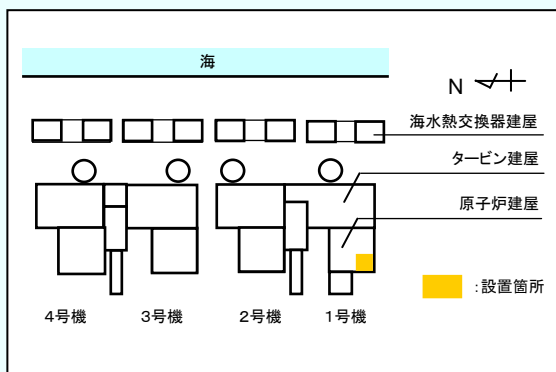 海
N
海水熱交換器建屋
タービン建屋
原子炉建屋
:設置箇所
4号機 3号機 2号機 1号機